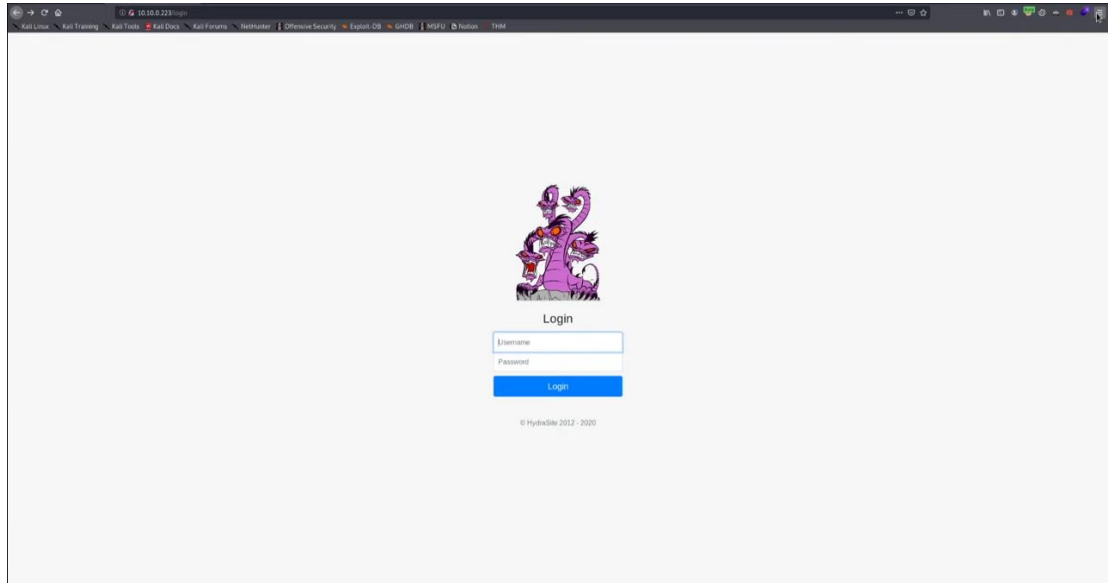 10.10.0.223/login
Kali Linux Kali Training Kali Tools Kali Docs Kali Forums NetHunter Offensive Security Exploit-DB GHDB MSFU Notion THM
Login
Username
Password
Login
© HydraSite 2012 - 2020